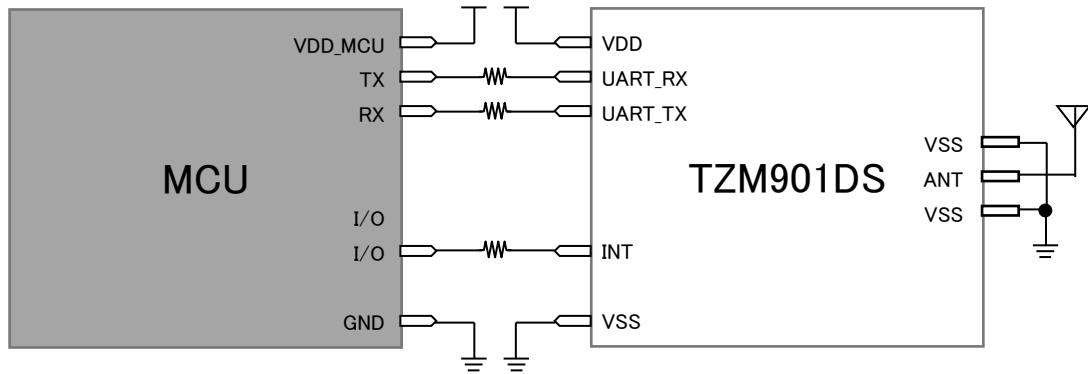 VDD_MCU
TX
RX
MCU
I/O
I/O
GND
VDD
UART_RX
UART_TX
TZM901DS
INT
VSS
VSS
ANT
VSS